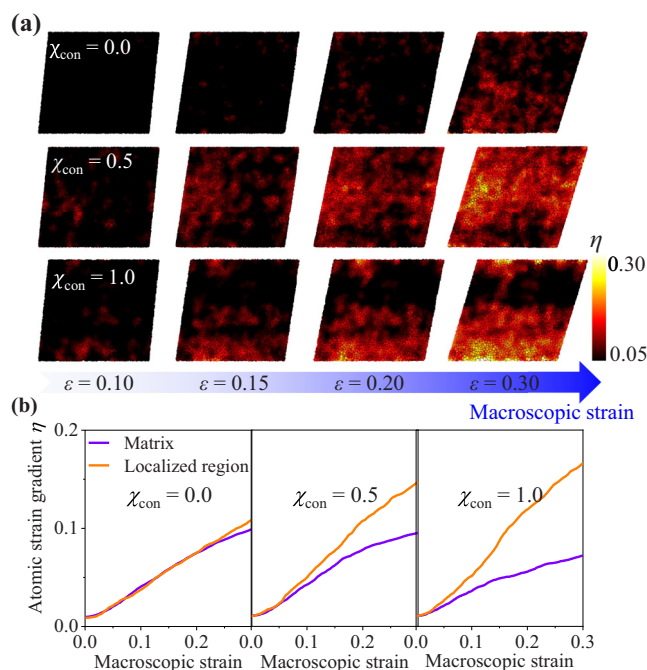 (a)
χcon = 0.0
χcon = 0.5
χcon = 1.0
η
0.30
0.05
ε = 0.10 ε = 0.15 ε = 0.20 ε = 0.30
Macroscopic strain
(b)
Atomic strain gradient η
0.2
0.1
0.0
Matrix
Localized region
χcon = 0.0 χcon = 0.5 χcon = 1.0
0.0 0.1 0.2 0.0 0.1 0.2 0.0 0.1 0.2 0.3
Macroscopic strain Macroscopic strain Macroscopic strain